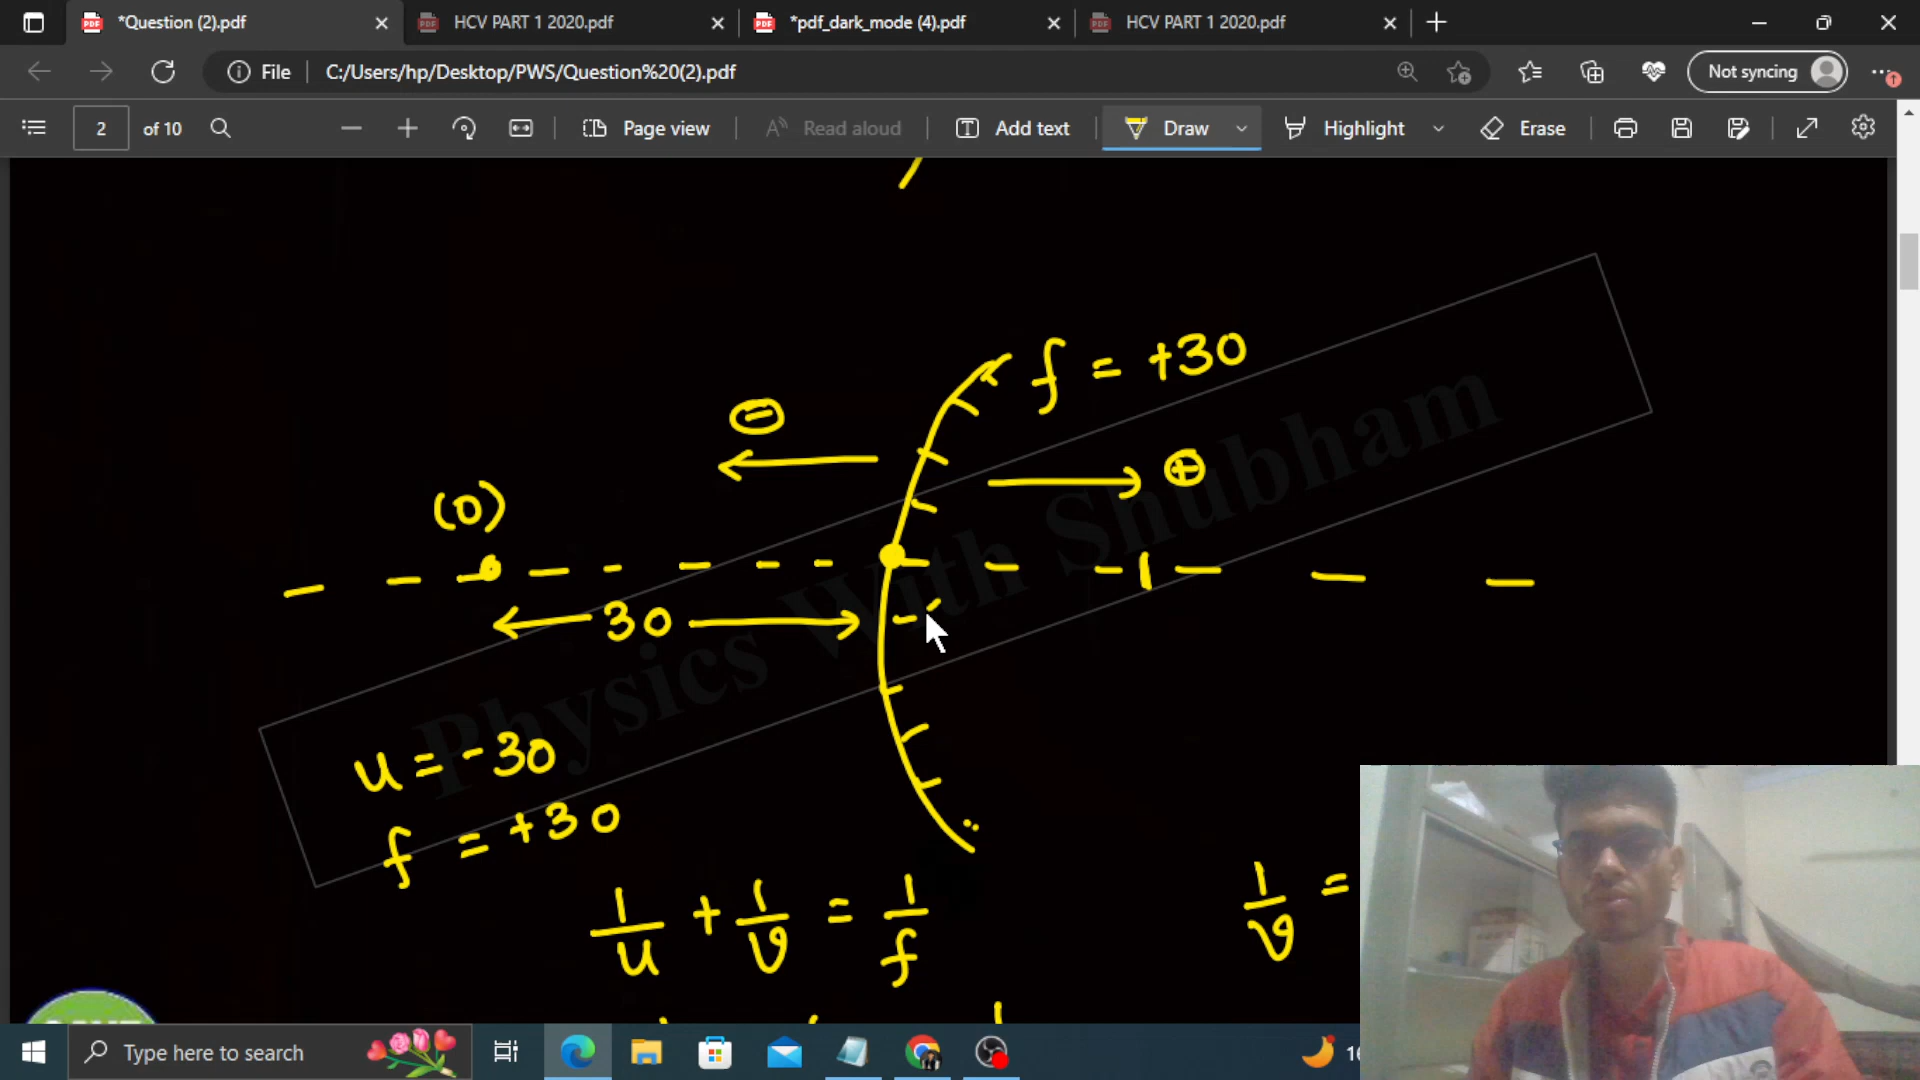 *Question (2).pdf
HCV PART 1 2020.pdf
*pdf_dark_mode (4).pdf
HCV PART 1 2020.pdf
File
C:/Users/hp/Desktop/PWS/Question%20(2).pdf
Not syncing
2 of 10
Page view
Read aloud
Add text
Draw
Highlight
Erase
f = +30
⊖
⊕
(0)
30
u = -30
f = +30
1/u + 1/v = 1/f
1/v =
Physics With Shubham
Type here to search